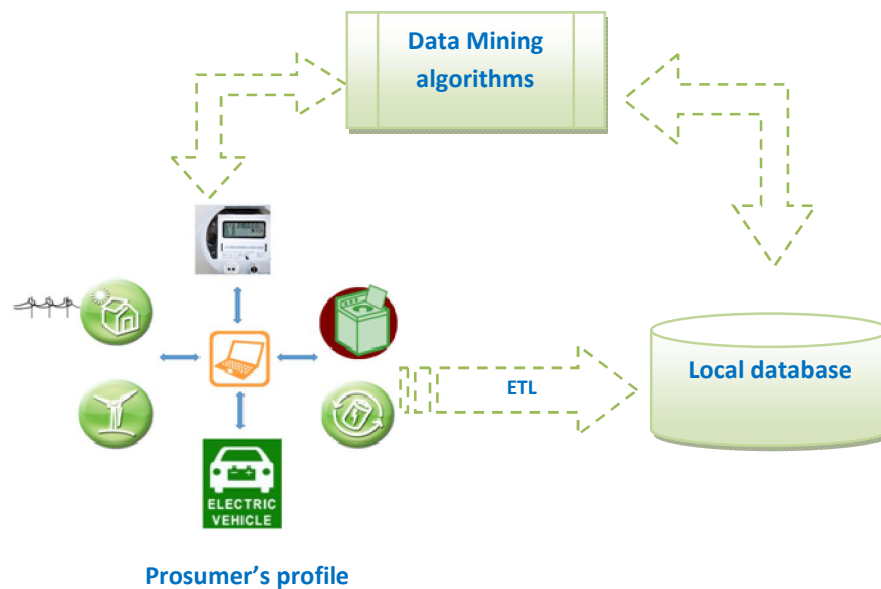 Data Mining
algorithms
ETL
Local database
ELECTRIC
VEHICLE
Prosumer's profile